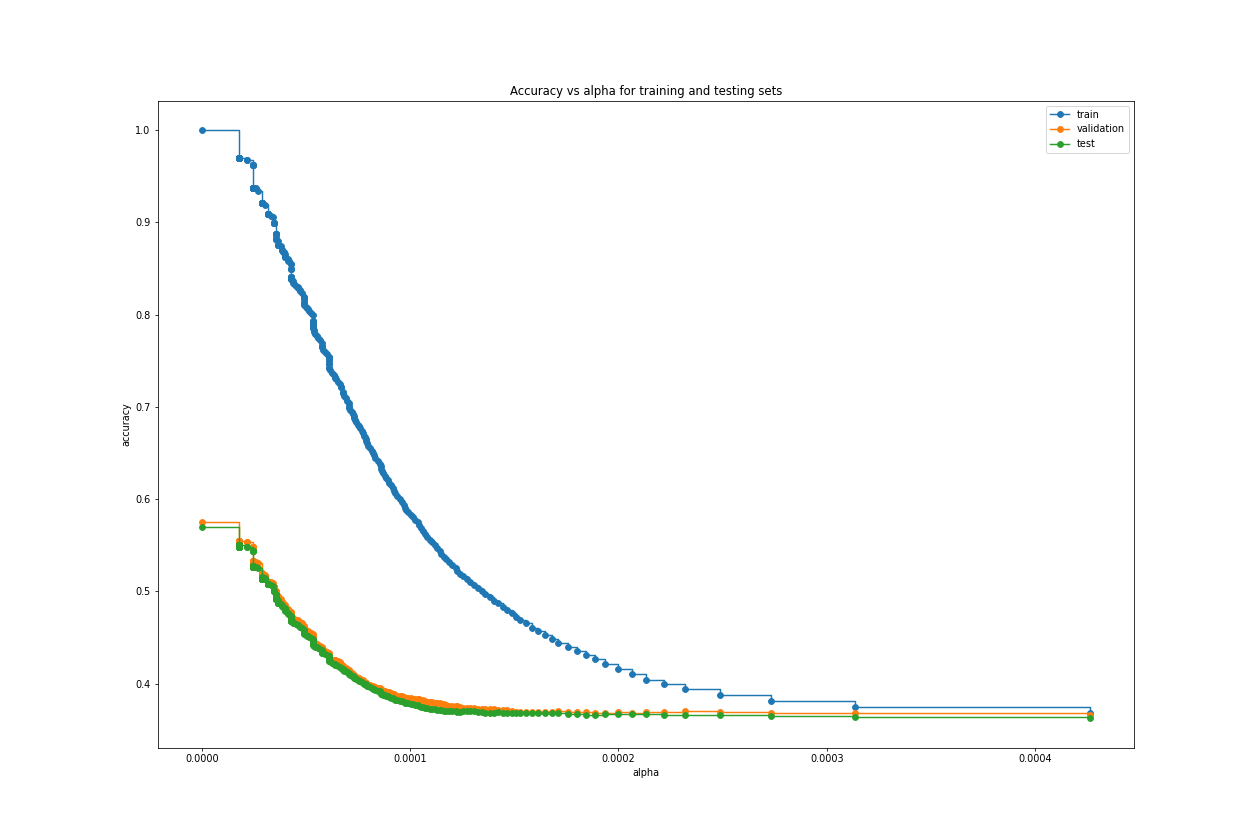 Accuracy vs alpha for training and testing sets
train
validation
test
1.0
0.9
0.8
0.7
0.6
0.5
0.4
accuracy
0.0000 0.0001 0.0002 0.0003 0.0004
alpha